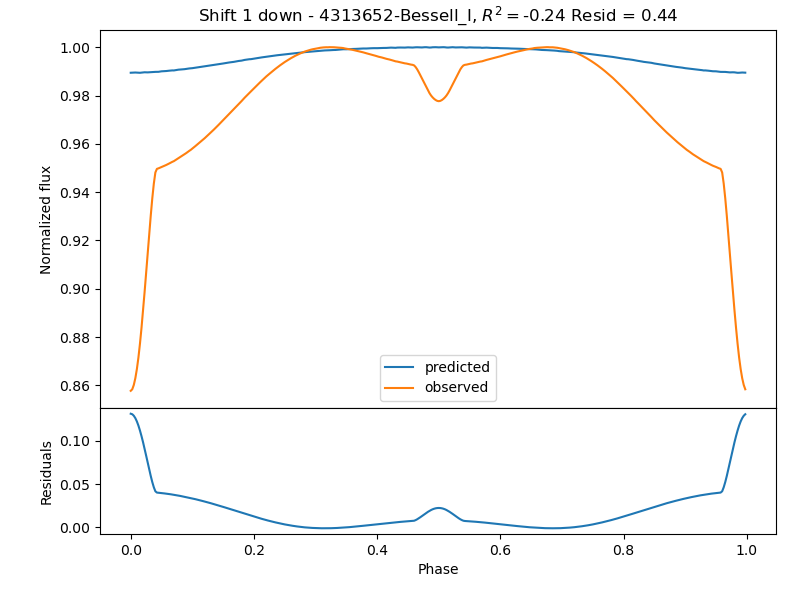 Shift 1 down - 4313652-Bessell_I, $R^2$ = -0.24 Resid = 0.44
Normalized flux
1.00
0.98
0.96
0.94
0.92
0.90
0.88
0.86
predicted
observed
Residuals
0.10
0.05
0.00
0.0 0.2 0.4 0.6 0.8 1.0
Phase